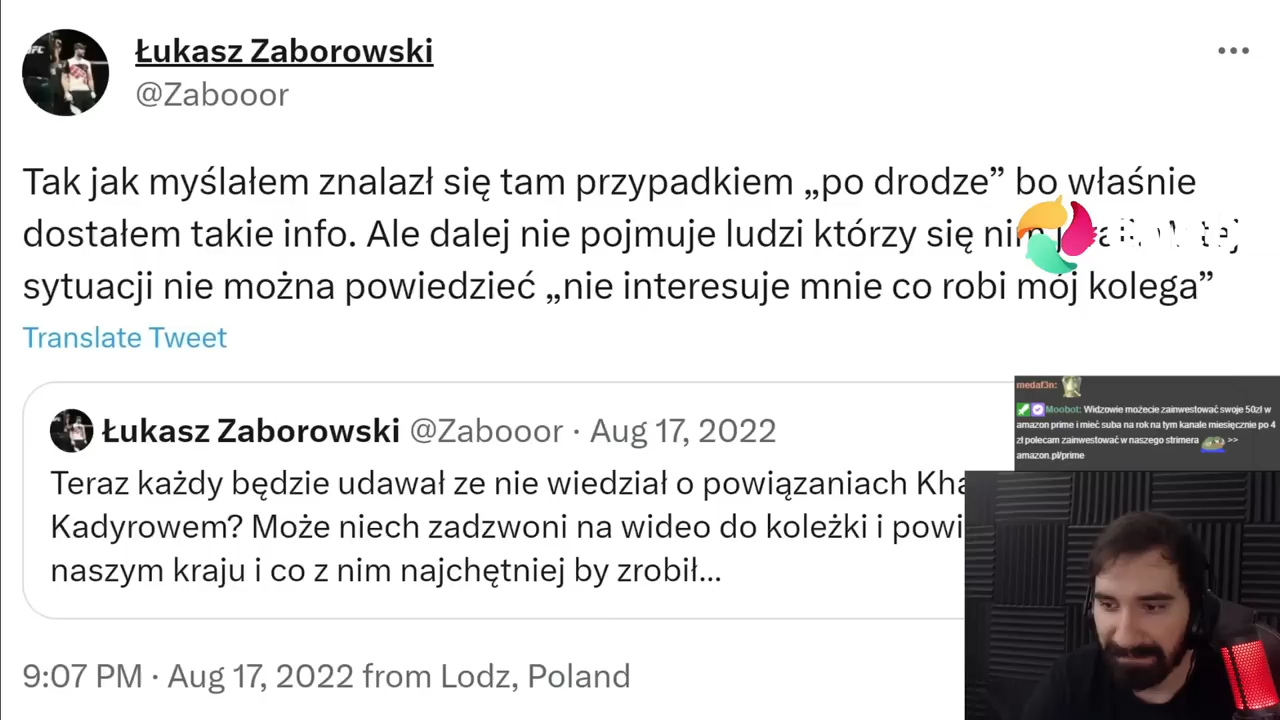 Łukasz Zaborowski
@Zabooor
Tak jak myślałem znalazł się tam przypadkiem „po drodze” bo właśnie
dostałem takie info. Ale dalej nie pojmuje ludzi którzy się nim
sytuacji nie można powiedzieć „nie interesuje mnie co robi mój kolega”
Translate Tweet
Łukasz Zaborowski @Zabooor · Aug 17, 2022
Teraz każdy będzie udawał ze nie wiedział o powiązaniach
Kadyrowem? Może niech zadzwoni na wideo do koleżki i
naszym kraju i co z nim najchętniej by zrobił...
9:07 PM · Aug 17, 2022 from Lodz, Poland
medaf3n:
Moobot: Widzowie możecie zainwestować swoje 50zł w
amazon prime i mieć suba na rok na tym kanale miesięcznie po 4
zł polecam zainwestować w naszego strimera >>
amazon.pl/prime